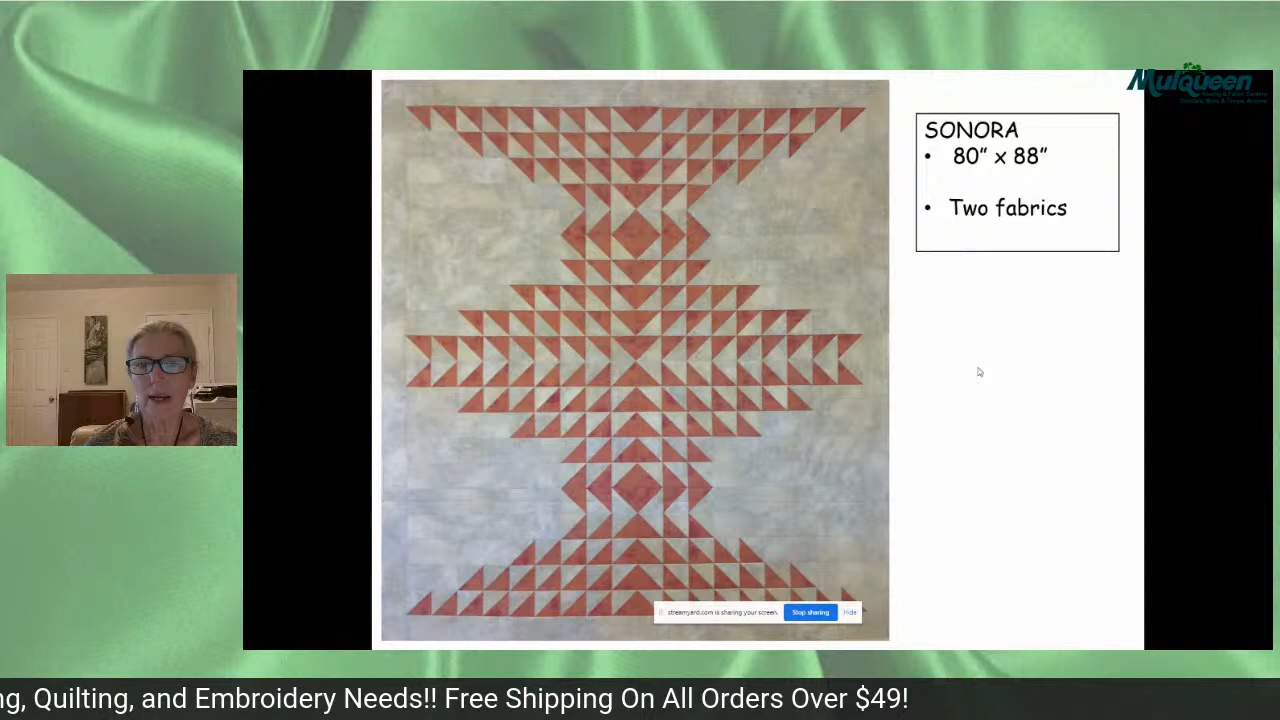 Mulqueen
SONORA
• 80” x 88”
• Two fabrics
streamyard.com is sharing your screen.
Stop sharing
Hide
ng, Quilting, and Embroidery Needs!! Free Shipping On All Orders Over $49!